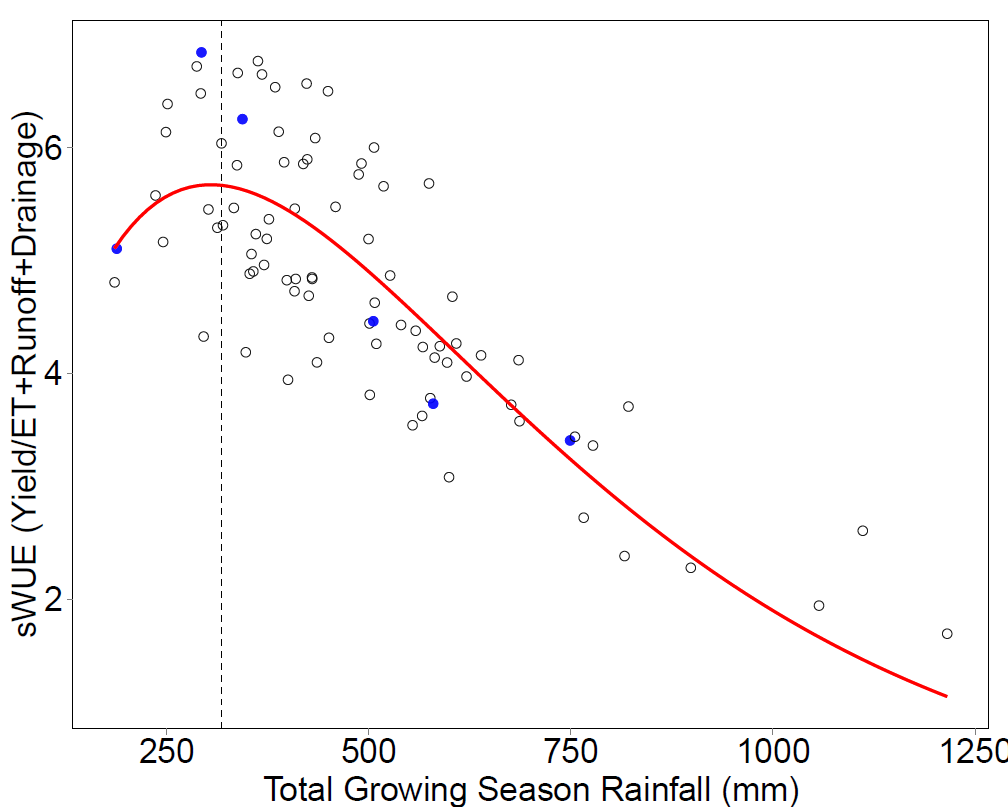 sWUE (Yield/ET+Runoff+Drainage)
6
4
2
250 500 750 1000 1250
Total Growing Season Rainfall (mm)